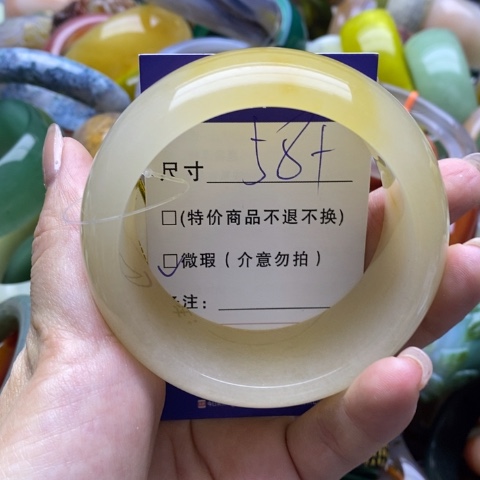 尺寸 58+
□(特价商品不退不换)
☑微瑕（介意勿拍）
注：